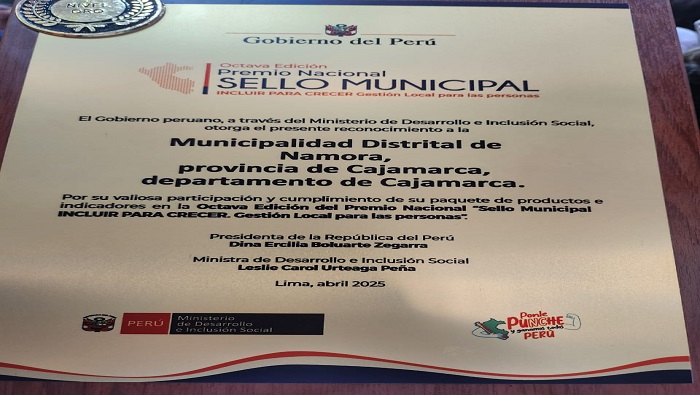 NIVEL
ORO
Gobierno del Perú
Octava Edición
Premio Nacional
SELLO MUNICIPAL
INCLUIR PARA CRECER Gestión Local para las personas
El Gobierno peruano, a través del Ministerio de Desarrollo e Inclusión Social,
otorga el presente reconocimiento a la
Municipalidad Distrital de
Namora,
provincia de Cajamarca,
departamento de Cajamarca.
Por su valiosa participación y cumplimiento de su paquete de productos e
indicadores en la Octava Edición del Premio Nacional "Sello Municipal
INCLUIR PARA CRECER. Gestión Local para las personas".
Presidenta de la República del Perú
Dina Ercilia Boluarte Zegarra
Ministra de Desarrollo e Inclusión Social
Leslie Carol Urteaga Peña
Lima, abril 2025
PERÚ
Ministerio
de Desarrollo
e Inclusión Social
Ponle
PUNCHE
y ganamos todos
PERÚ